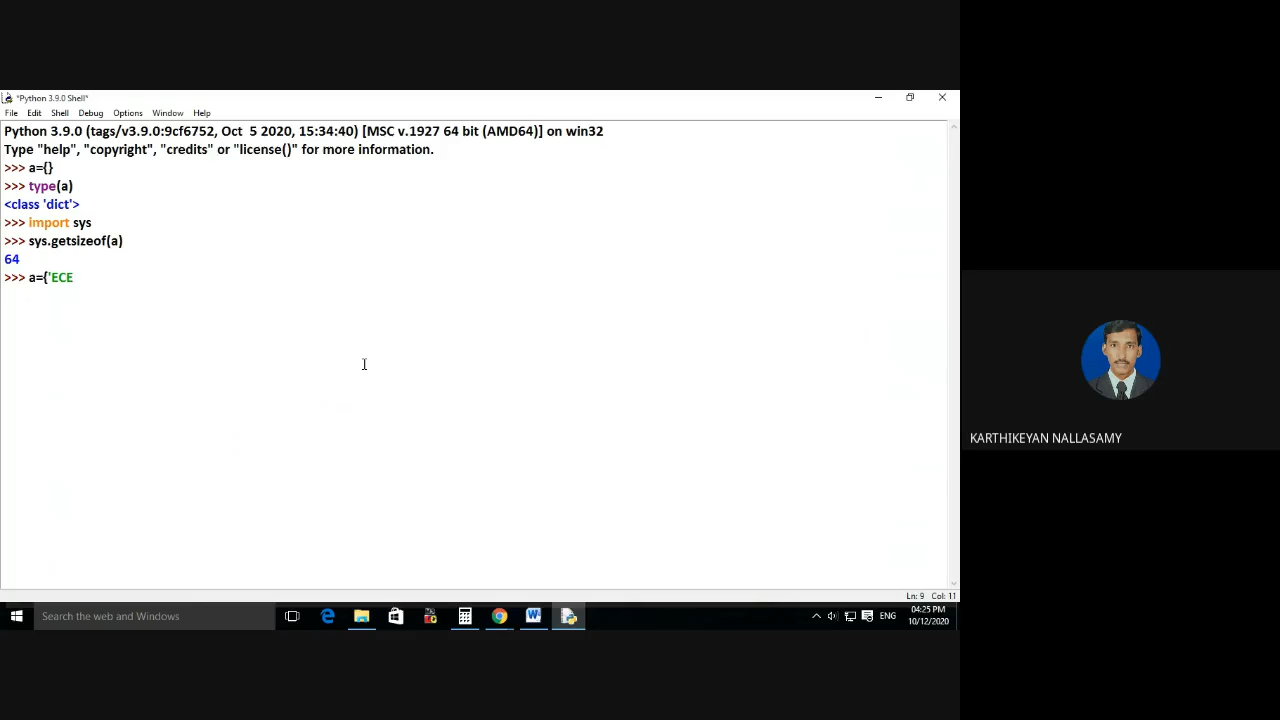 *Python 3.9.0 Shell*
File Edit Shell Debug Options Window Help
Python 3.9.0 (tags/v3.9.0:9cf6752, Oct  5 2020, 15:34:40) [MSC v.1927 64 bit (AMD64)] on win32
Type "help", "copyright", "credits" or "license()" for more information.
>>> a={}
>>> type(a)
<class 'dict'>
>>> import sys
>>> sys.getsizeof(a)
64
>>> a={'ECE
KARTHIKEYAN NALLASAMY
Ln: 9 Col: 11
Search the web and Windows
ENG
04:25 PM
10/12/2020